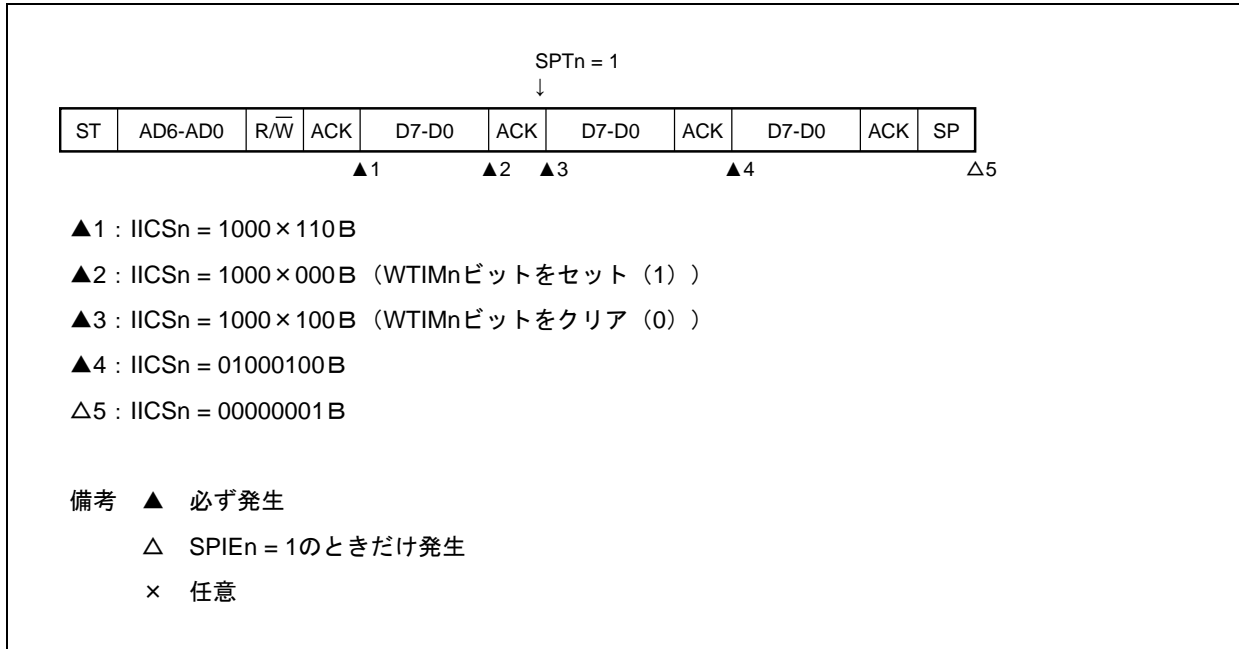 SPTn = 1
↓
ST AD6-AD0 R/W̅ ACK D7-D0 ACK D7-D0 ACK D7-D0 ACK SP
▲1 ▲2 ▲3 ▲4 △5
▲1：IICSn = 1000×110B
▲2：IICSn = 1000×000B（WTIMnビットをセット（1））
▲3：IICSn = 1000×100B（WTIMnビットをクリア（0））
▲4：IICSn = 01000100B
△5：IICSn = 00000001B
備考 ▲ 必ず発生
△ SPIEn = 1のときだけ発生
× 任意